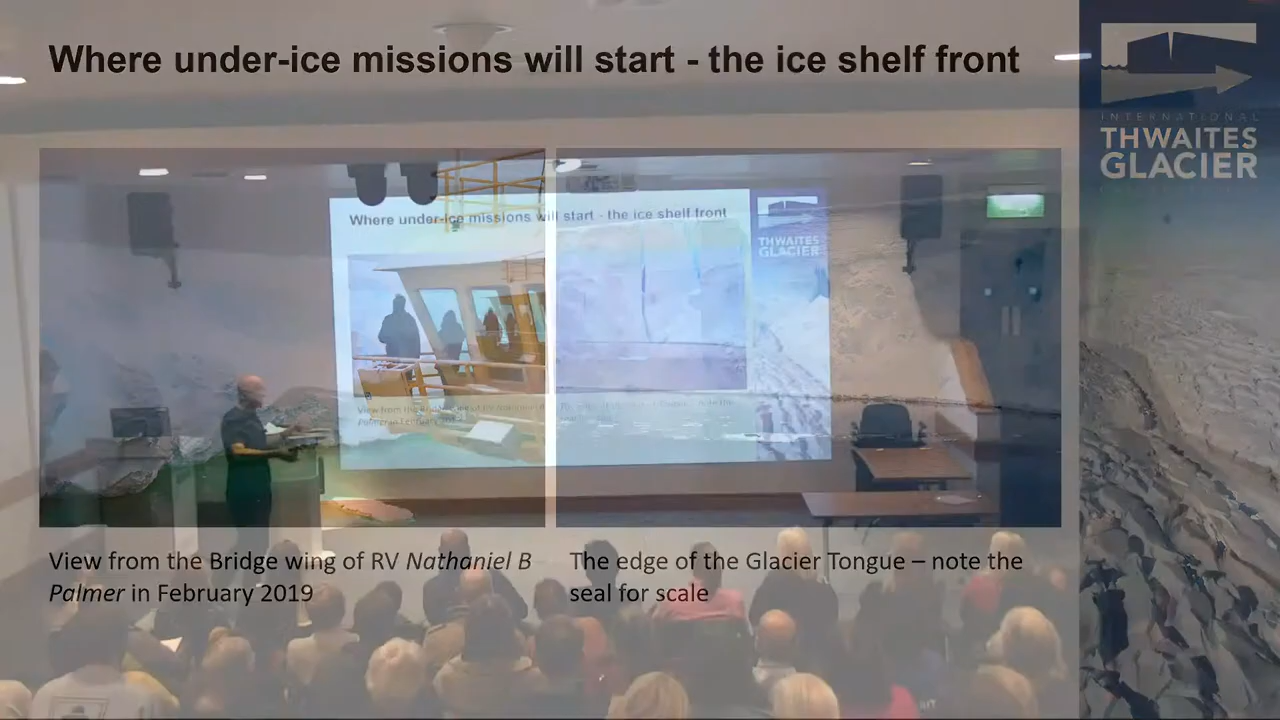 Where under-ice missions will start - the ice shelf front
INTERNATIONAL
THWAITES
GLACIER
Where under-ice missions will start - the ice shelf front
THWAITES
GLACIER
View from the Bridge wing of RV Nathaniel B
Palmer in February 2019
The edge of the Glacier Tongue – note the
seal for scale